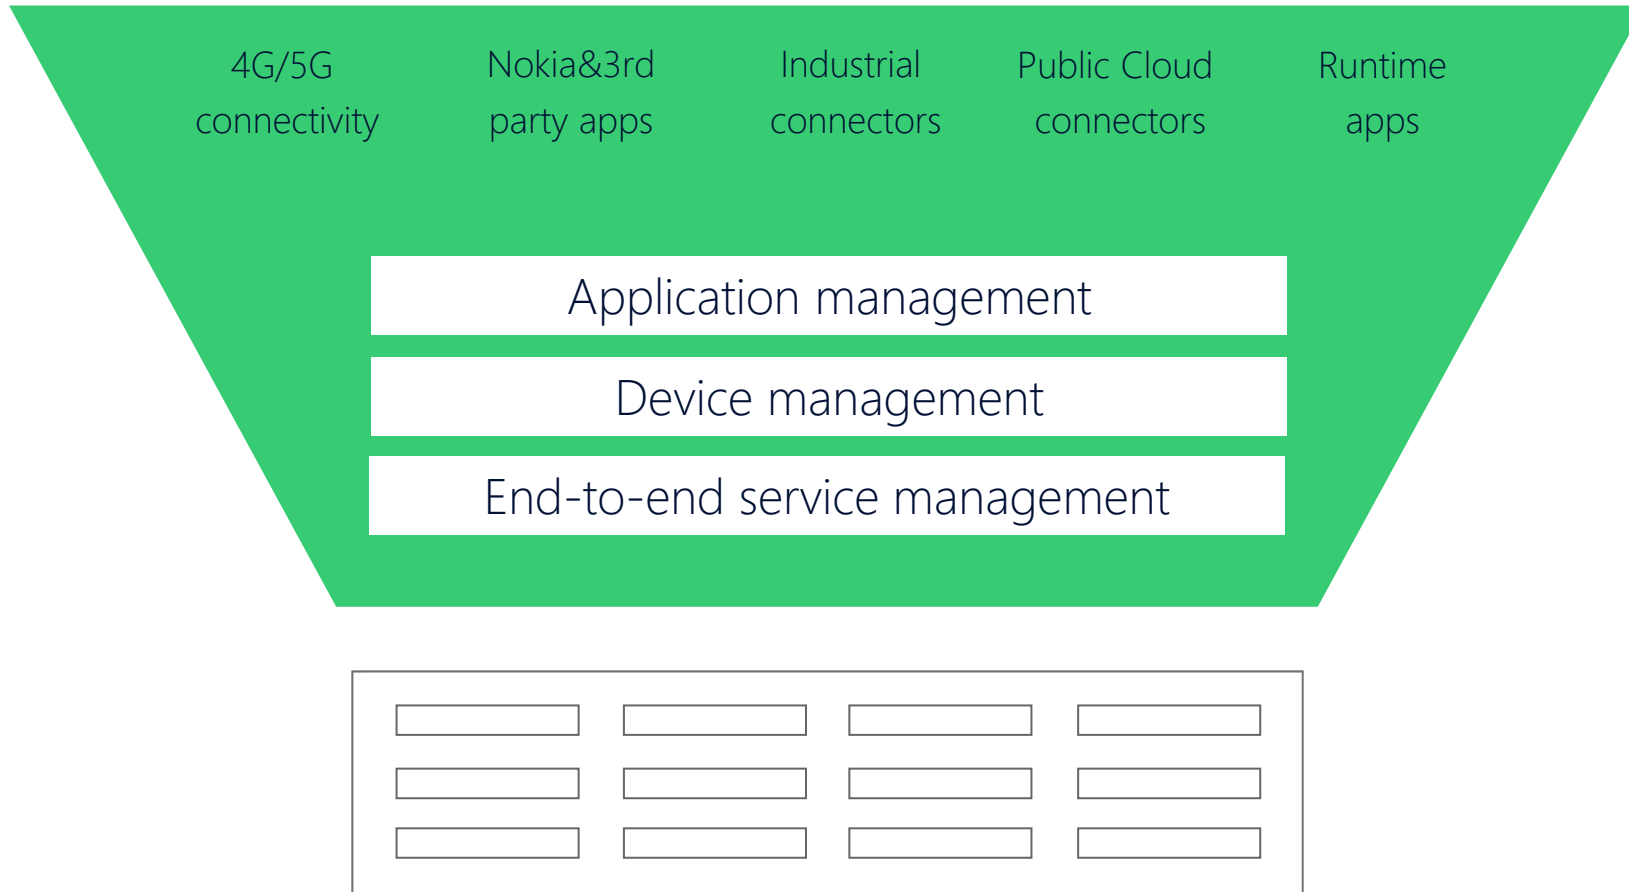 4G/5G
connectivity
Nokia&3rd
party apps
Industrial
connectors
Public Cloud
connectors
Runtime
apps
Application management
Device management
End-to-end service management